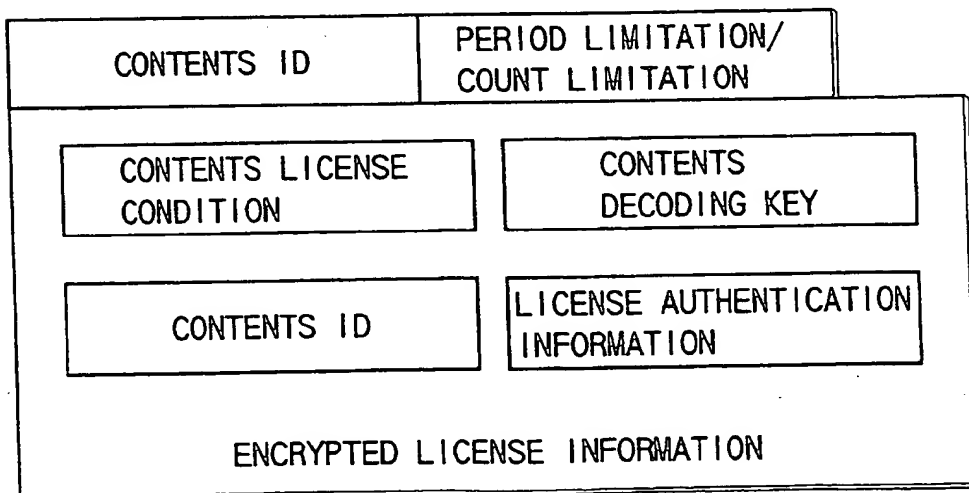 CONTENTS ID
PERIOD LIMITATION/
COUNT LIMITATION
CONTENTS LICENSE
CONDITION
CONTENTS
DECODING KEY
CONTENTS ID
LICENSE AUTHENTICATION
INFORMATION
ENCRYPTED LICENSE INFORMATION